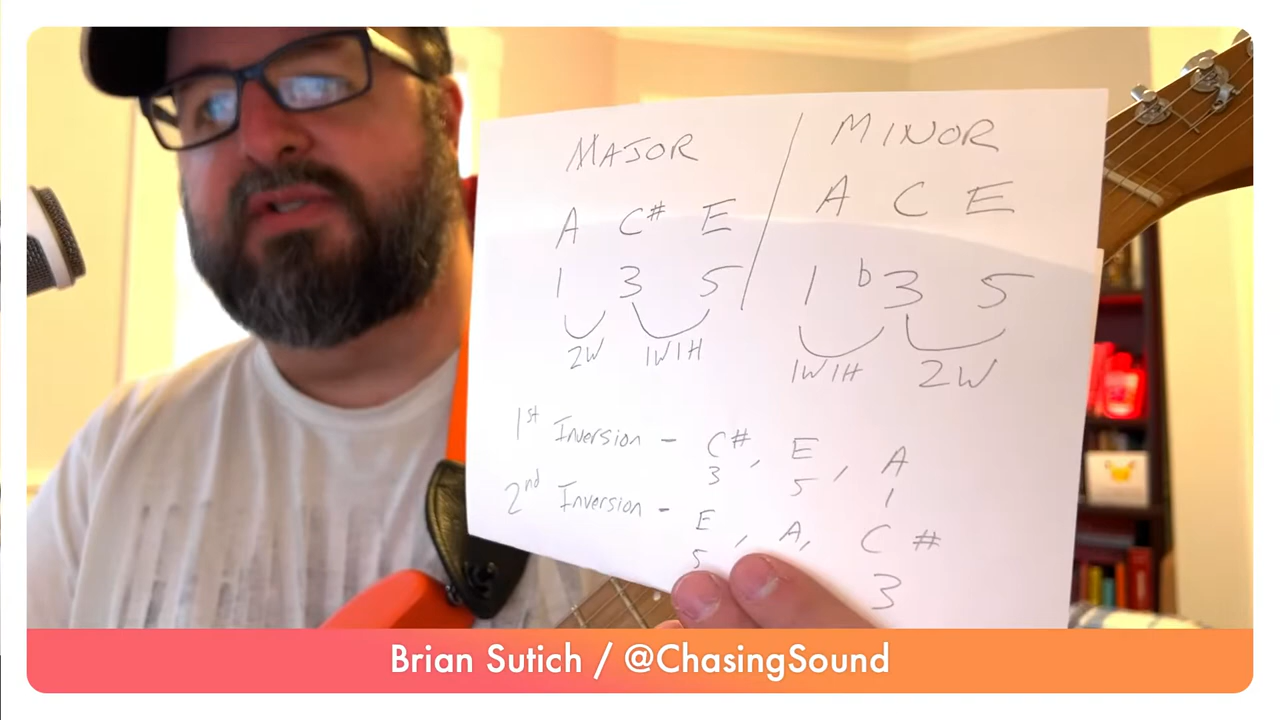 MAJOR / MINOR
A C# E A C E
1 3 5 1 b3 5
2W 1W1H 1W1H 2W
1st Inversion - C#, E, A
3 5 1
2nd Inversion - E, A, C#
5 3
Brian Sutich / @ChasingSound